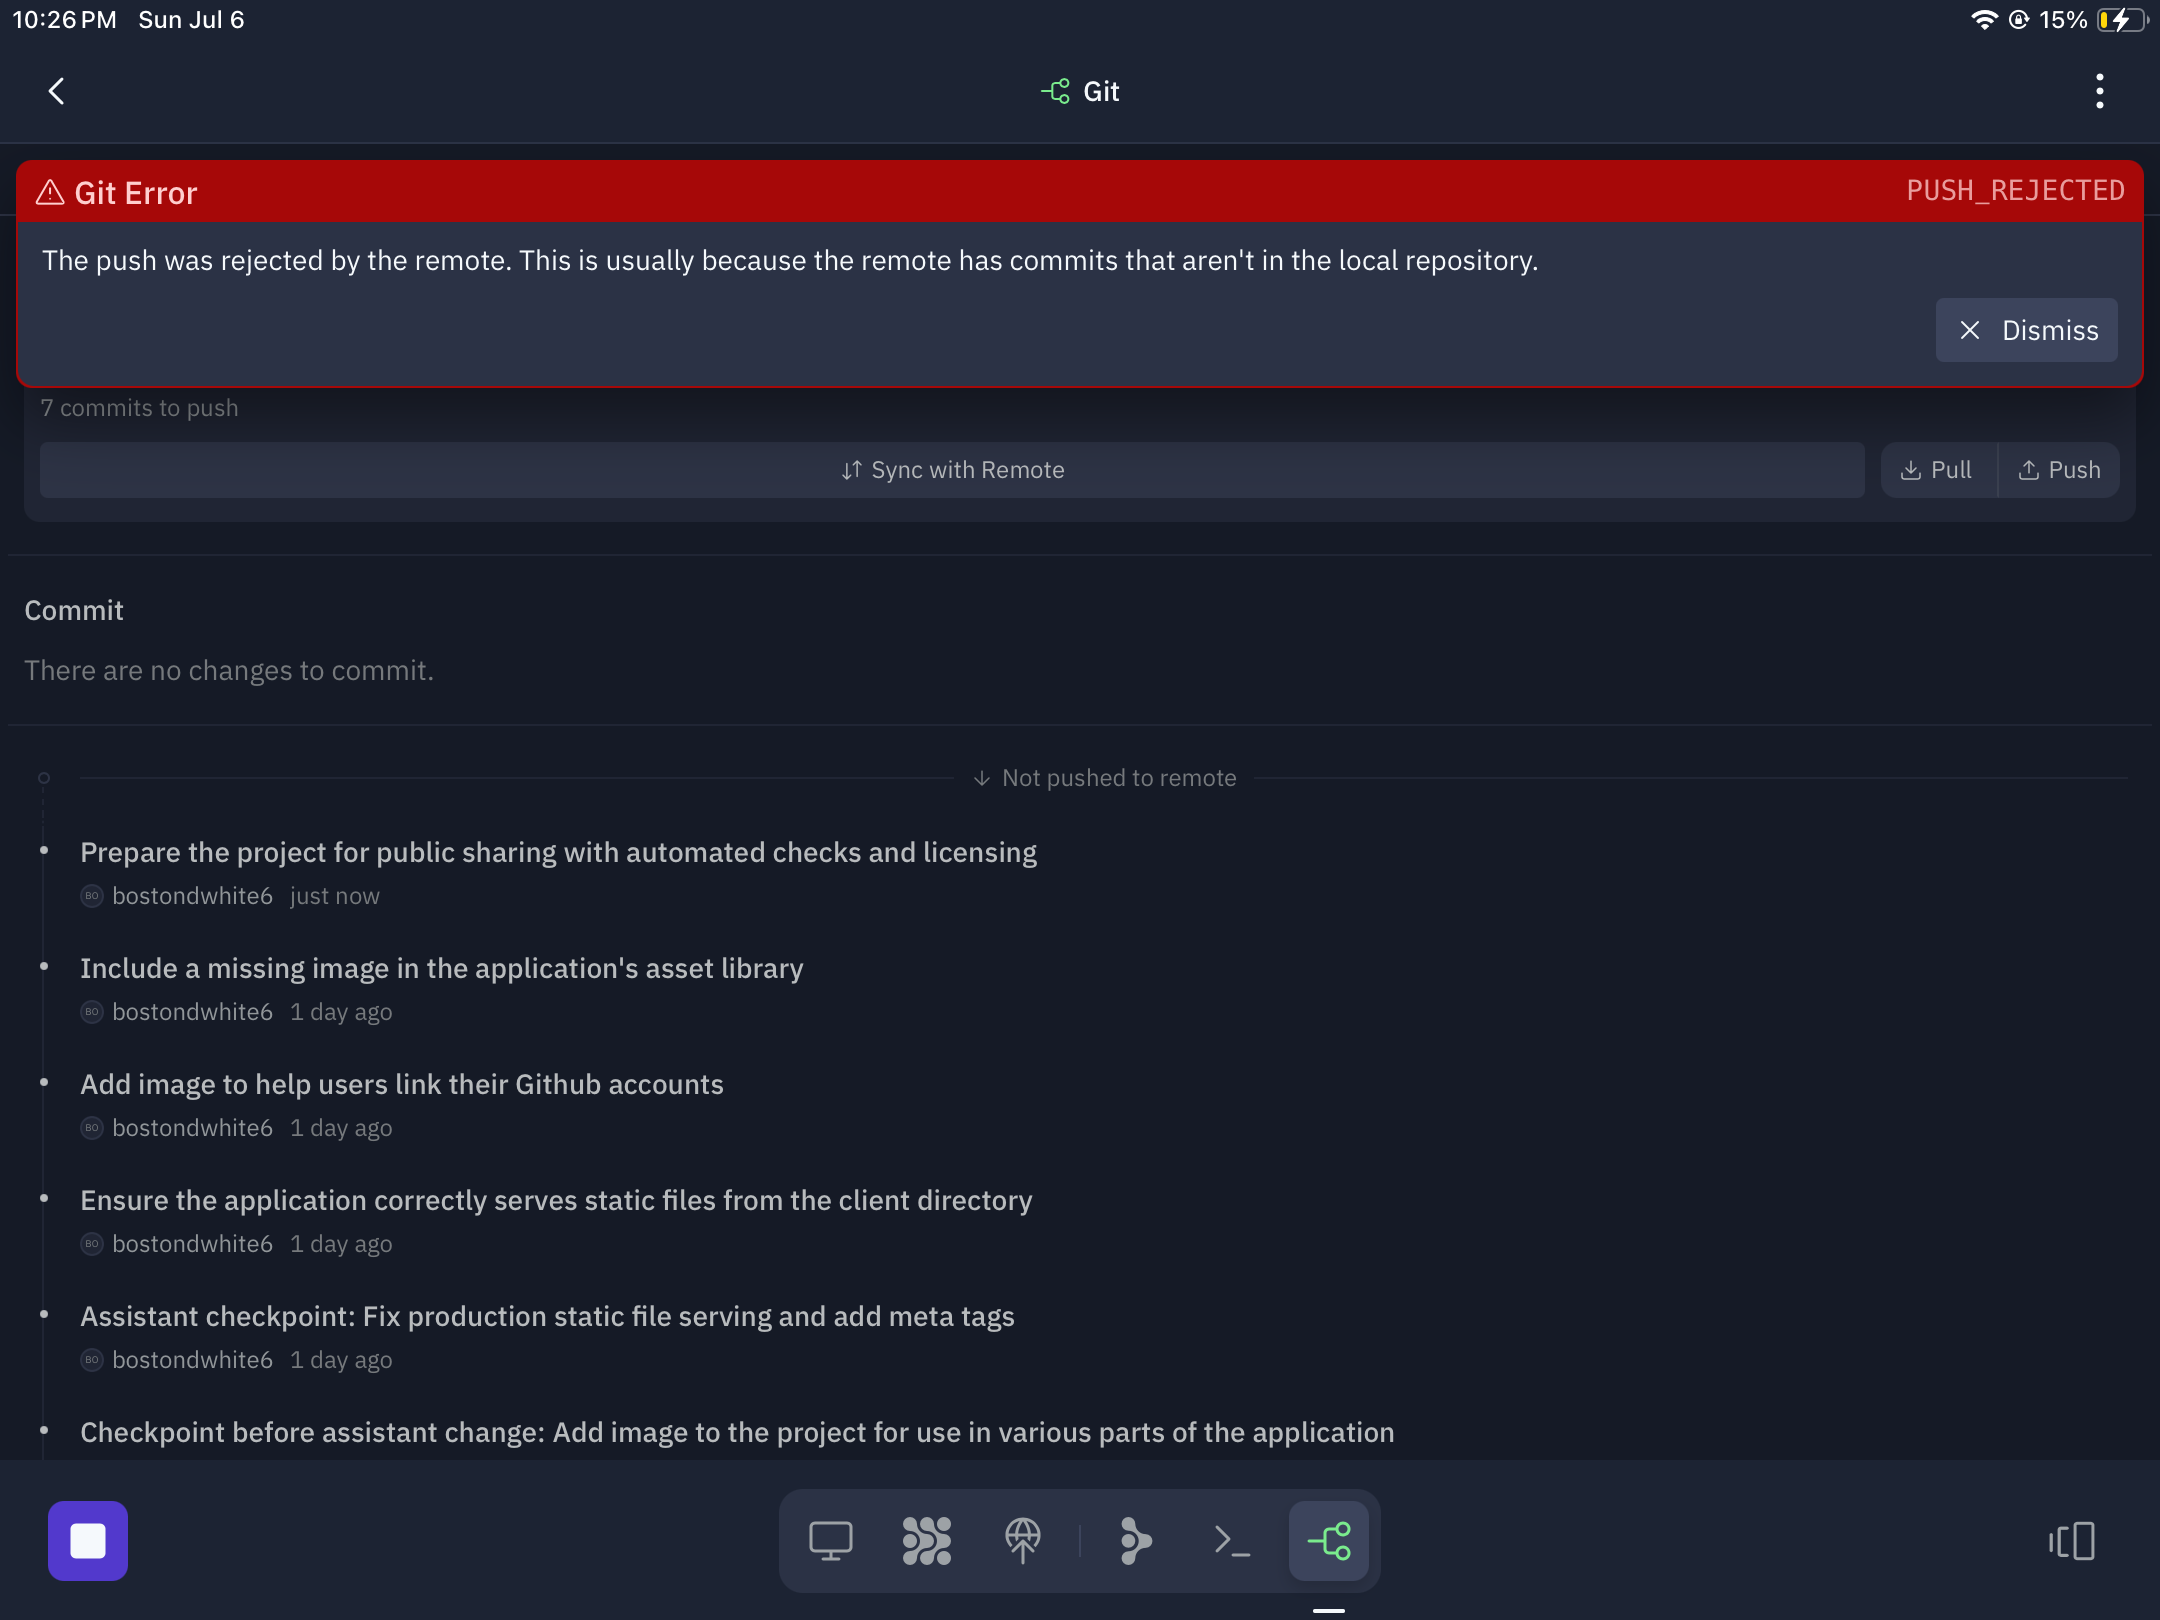 10:26 PM Sun Jul 6
15%
Git
Git Error
PUSH_REJECTED
The push was rejected by the remote. This is usually because the remote has commits that aren't in the local repository.
Dismiss
7 commits to push
Sync with Remote
Pull
Push
Commit
There are no changes to commit.
Not pushed to remote
Prepare the project for public sharing with automated checks and licensing
BO bostondwhite6 just now
Include a missing image in the application's asset library
BO bostondwhite6 1 day ago
Add image to help users link their Github accounts
BO bostondwhite6 1 day ago
Ensure the application correctly serves static files from the client directory
BO bostondwhite6 1 day ago
Assistant checkpoint: Fix production static file serving and add meta tags
BO bostondwhite6 1 day ago
Checkpoint before assistant change: Add image to the project for use in various parts of the application